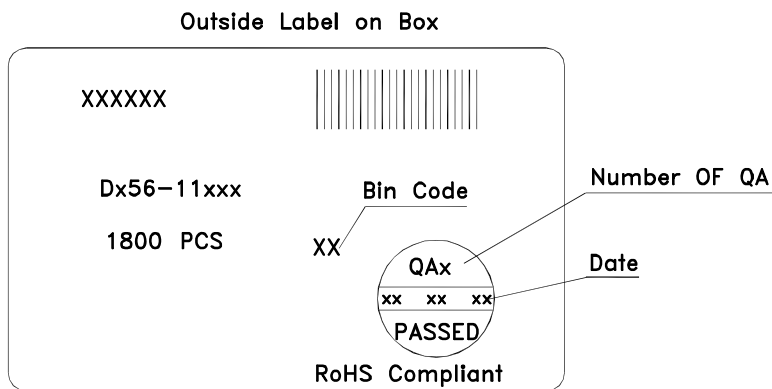 Outside Label on Box
XXXXXX
Dx56-11xxx
Bin Code
Number OF QA
1800 PCS
XX
QAx
Date
xx xx xx
PASSED
RoHS Compliant